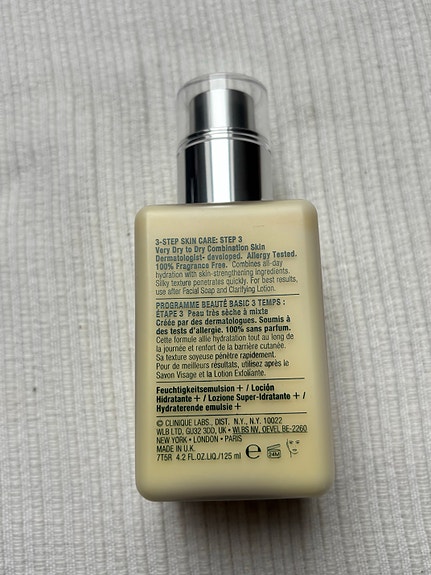 3-STEP SKIN CARE: STEP 3
Very Dry to Dry Combination Skin
Dermatologist- developed. Allergy Tested.
100% Fragrance Free. Combines all-day
hydration with skin-strengthening ingredients.
Silky texture penetrates quickly. For best results,
use after Facial Soap and Clarifying Lotion.
PROGRAMME BEAUTÉ BASIC 3 TEMPS :
ÉTAPE 3 Peau très sèche à mixte
Créée par des dermatologues. Soumis à
des tests d'allergie. 100% sans parfum.
Cette formule allie hydratation tout au long de
la journée et renfort de la barrière cutanée.
Sa texture soyeuse pénètre rapidement.
Pour de meilleurs résultats, utilisez après le
Savon Visage et la Lotion Exfoliante.
Feuchtigkeitsemulsion + / Loción
Hidratante + / Lozione Super-Idratante + /
Hydraterende emulsie +
© CLINIQUE LABS., DIST. N.Y., N.Y. 10022
WLB LTD, GU32 3DD, UK • WLBS NV, OEVEL BE-2260
NEW YORK • LONDON • PARIS
MADE IN U.K.
7T5R 4.2 FL.OZ.LIQ./125 ml e 24M